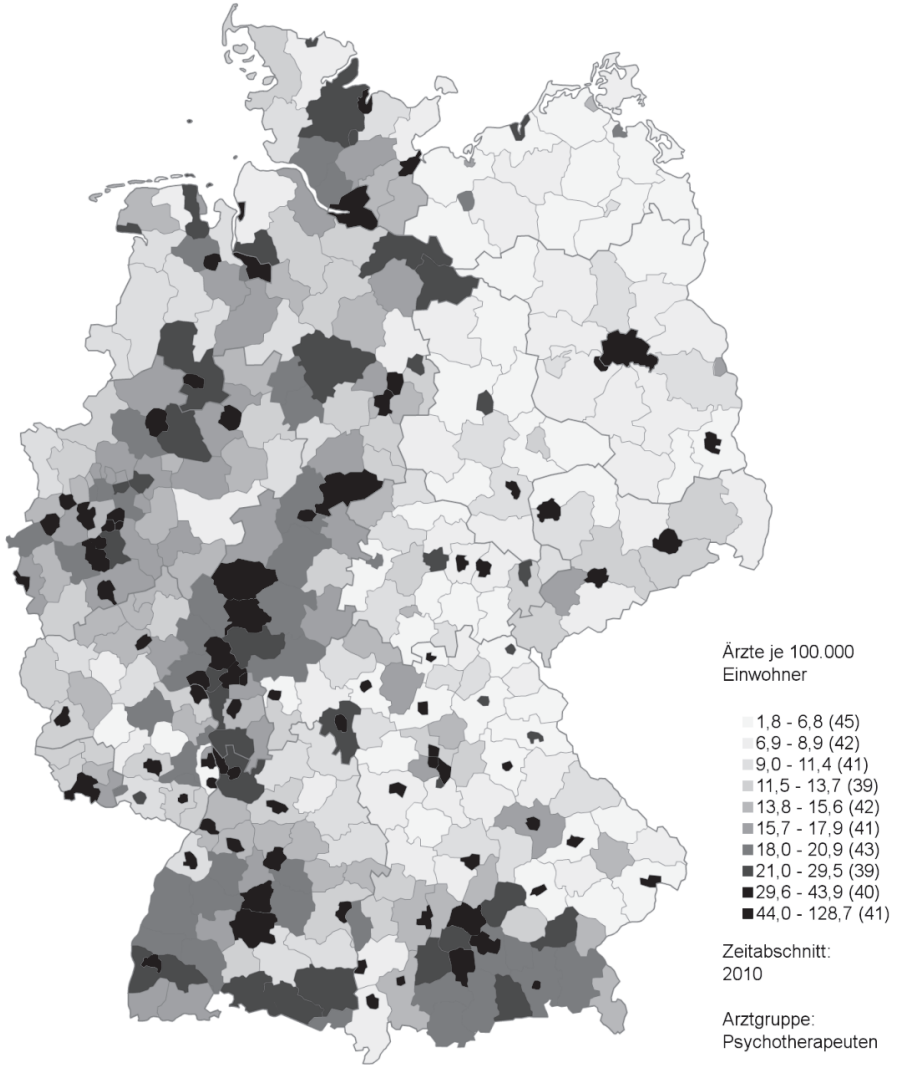 Ärzte je 100.000
Einwohner
1,8 - 6,8 (45)
6,9 - 8,9 (42)
9,0 - 11,4 (41)
11,5 - 13,7 (39)
13,8 - 15,6 (42)
15,7 - 17,9 (41)
18,0 - 20,9 (43)
21,0 - 29,5 (39)
29,6 - 43,9 (40)
44,0 - 128,7 (41)
Zeitabschnitt:
2010
Arztgruppe:
Psychotherapeuten